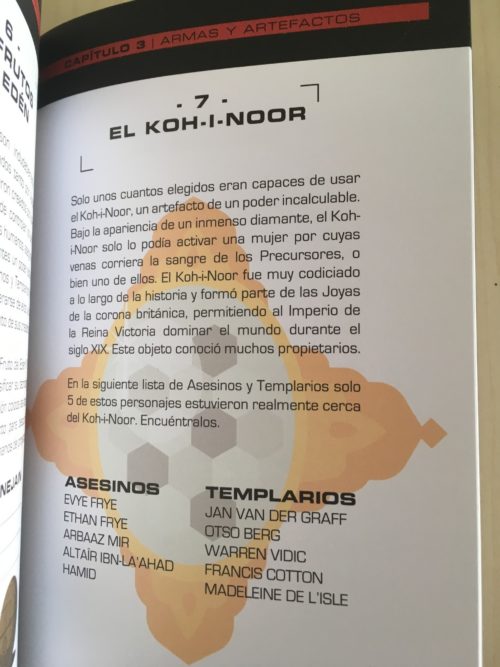 - 6 -
FRUTOS
EDÉN
CAPÍTULO 3 | ARMAS Y ARTEFACTOS
- 7 -
EL KOH-I-NOOR
Solo unos cuantos elegidos eran capaces de usar
el Koh-i-Noor, un artefacto de un poder incalculable.
Bajo la apariencia de un inmenso diamante, el Koh-
i-Noor solo lo podía activar una mujer por cuyas
venas corriera la sangre de los Precursores, o
bien uno de ellos. El Koh-i-Noor fue muy codiciado
a lo largo de la historia y formó parte de las Joyas
de la corona británica, permitiendo al Imperio de
la Reina Victoria dominar el mundo durante el
siglo XIX. Este objeto conoció muchos propietarios.
En la siguiente lista de Asesinos y Templarios solo
5 de estos personajes estuvieron realmente cerca
del Koh-i-Noor. Encuéntralos.
ASESINOS
EVYE FRYE
ETHAN FRYE
ARBAAZ MIR
ALTAÏR IBN-LA'AHAD
HAMID
TEMPLARIOS
JAN VAN DER GRAFF
OTSO BERG
WARREN VIDIC
FRANCIS COTTON
MADELEINE DE L'ISLE